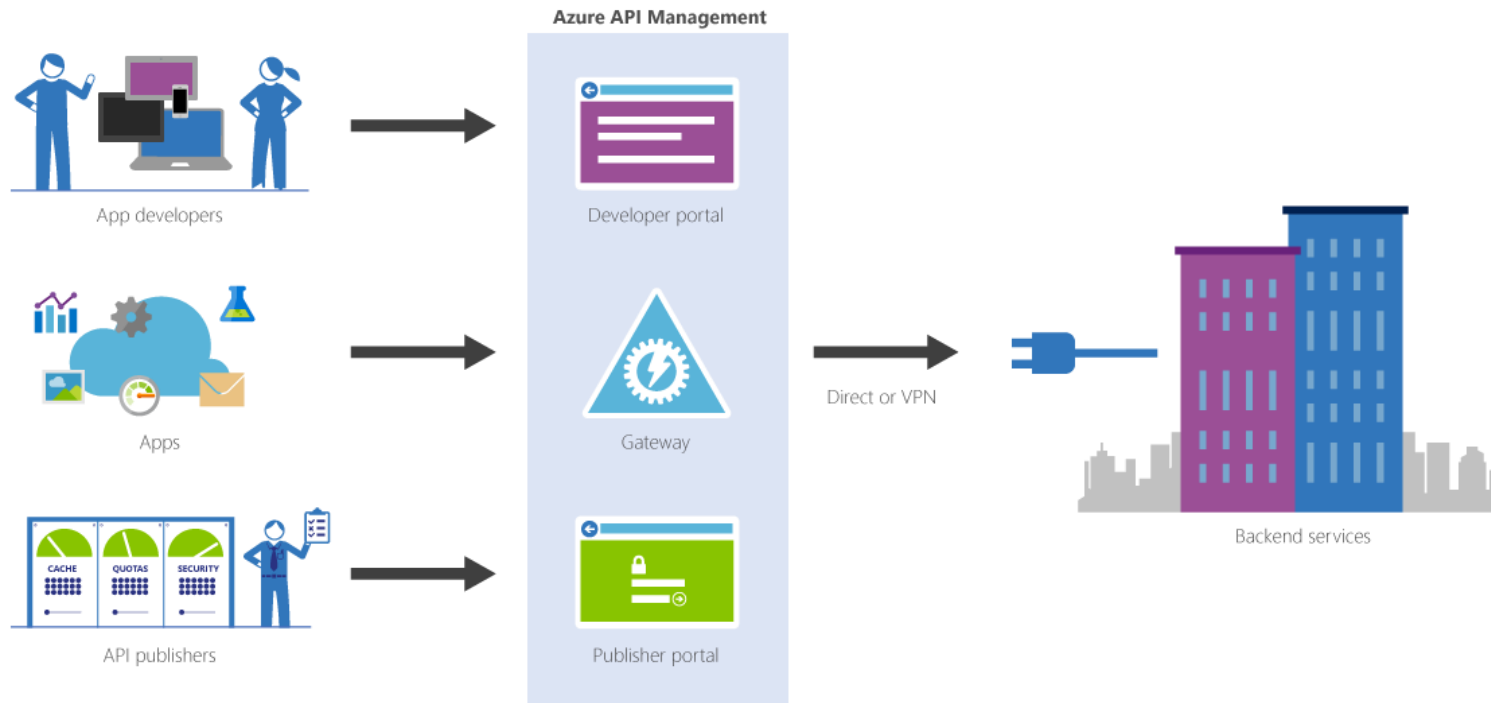 Azure API Management
App developers
Developer portal
Apps
Gateway
Direct or VPN
CACHE
QUOTAS
SECURITY
API publishers
Publisher portal
Backend services